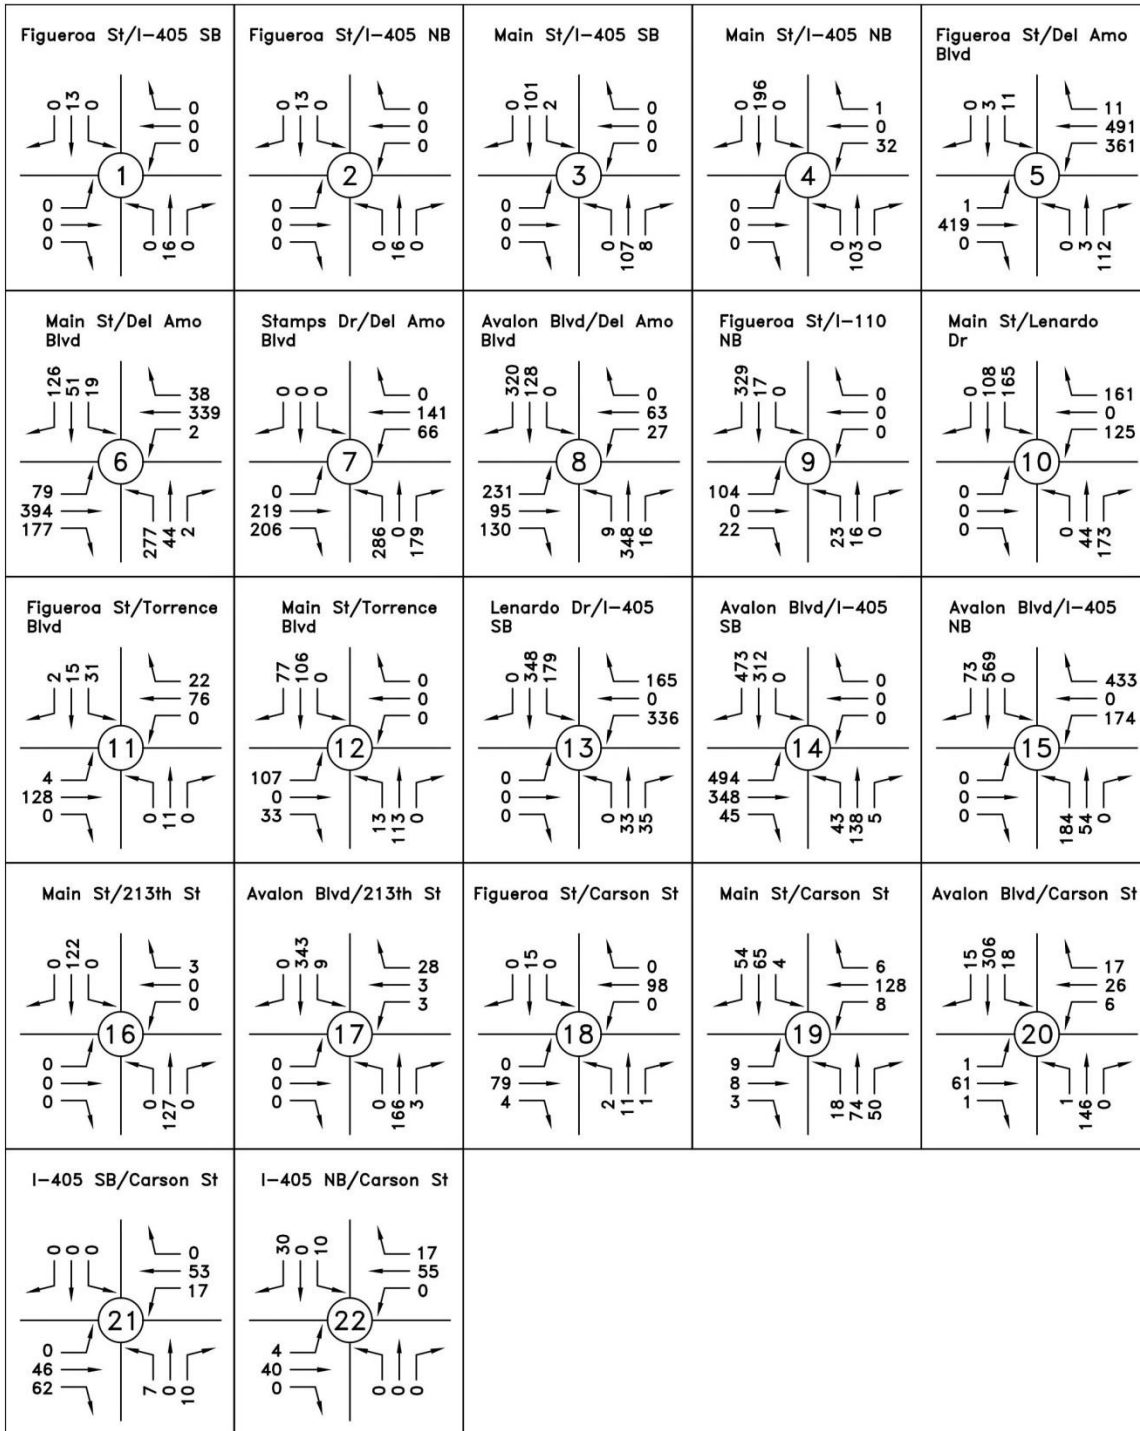 Figueroa St/I-405 SB
0 13 0
0
0
0
1
0
0
0
0 16 0
Figueroa St/I-405 NB
0 13 0
0
0
0
2
0
0
0
0 16 0
Main St/I-405 SB
0 101 2
0
0
0
3
0
0
0
0 107 8
Main St/I-405 NB
0 196 0
1
0
32
4
0
0
0
0 103 0
Figueroa St/Del Amo
Blvd
0 3 11
11
491
361
5
1
419
0
0 3 112
Main St/Del Amo
Blvd
126 51 19
38
339
2
6
79
394
177
277 44 2
Stamps Dr/Del Amo
Blvd
0 0 0
0
141
66
7
0
219
206
286 0 179
Avalon Blvd/Del Amo
Blvd
320 128 0
0
63
27
8
231
95
130
9 348 16
Figueroa St/I-110
NB
329 17 0
0
0
0
9
104
0
22
23 16 0
Main St/Lenardo
Dr
0 108 165
161
0
125
10
0
0
0
0 44 173
Figueroa St/Torrence
Blvd
2 15 31
22
76
0
11
4
128
0
0 11 0
Main St/Torrence
Blvd
77 106 0
0
0
0
12
107
0
33
13 113 0
Lenardo Dr/I-405
SB
0 348 179
165
0
336
13
0
0
0
0 33 35
Avalon Blvd/I-405
SB
473 312 0
0
0
0
14
494
348
45
43 138 5
Avalon Blvd/I-405
NB
73 569 0
433
0
174
15
0
0
0
184 54 0
Main St/213th St
0 122 0
3
0
0
16
0
0
0
0 127 0
Avalon Blvd/213th St
0 343 9
28
3
3
17
0
0
0
0 166 3
Figueroa St/Carson St
0 15 0
0
98
0
18
0
79
4
2 11 1
Main St/Carson St
54 65 4
6
128
8
19
9
8
3
18 74 50
Avalon Blvd/Carson St
15 306 18
17
26
6
20
1
61
1
1 146 0
I-405 SB/Carson St
0 0 0
0
53
17
21
0
46
62
7 0 10
I-405 NB/Carson St
30 0 10
17
55
0
22
4
40
0
0 0 0